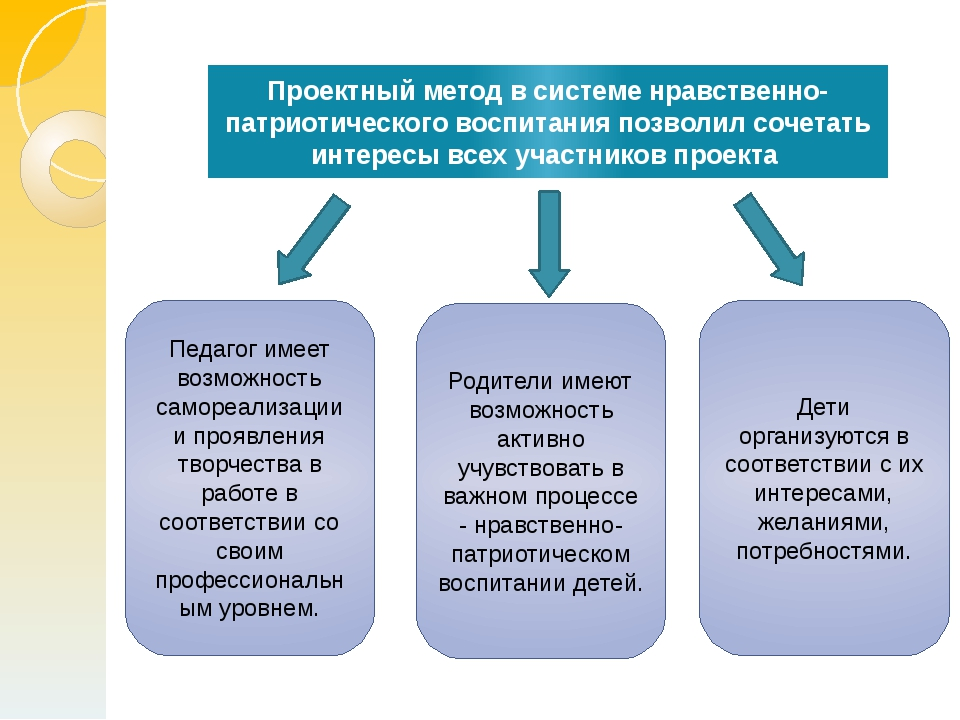 Проектный метод в системе нравственно-
патриотического воспитания позволил сочетать
интересы всех участников проекта
Педагог имеет
возможность
самореализации
и проявления
творчества в
работе в
соответствии со
своим
профессиональн
ым уровнем.
Родители имеют
возможность
активно
учувствовать в
важном процессе
- нравственно-
патриотическом
воспитании детей.
Дети
организуются в
соответствии с их
интересами,
желаниями,
потребностями.